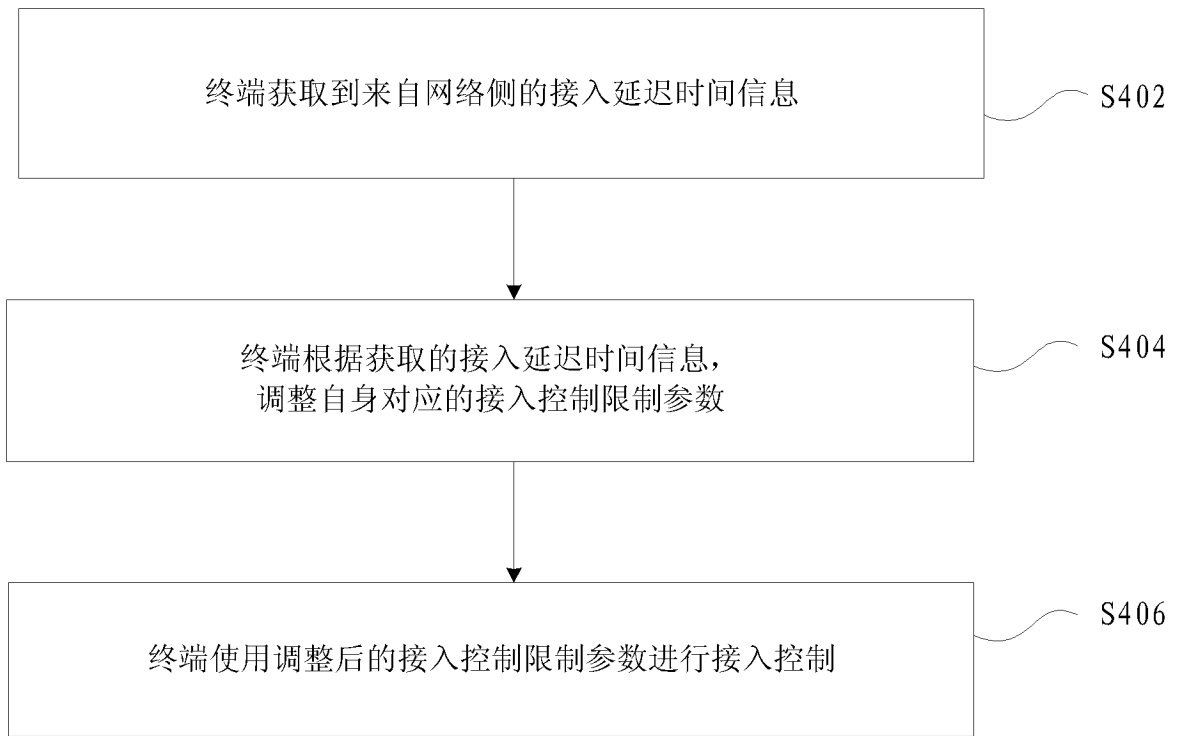 终端获取到来自网络侧的接入延迟时间信息
S402
终端根据获取的接入延迟时间信息，
调整自身对应的接入控制限制参数
S404
终端使用调整后的接入控制限制参数进行接入控制
S406